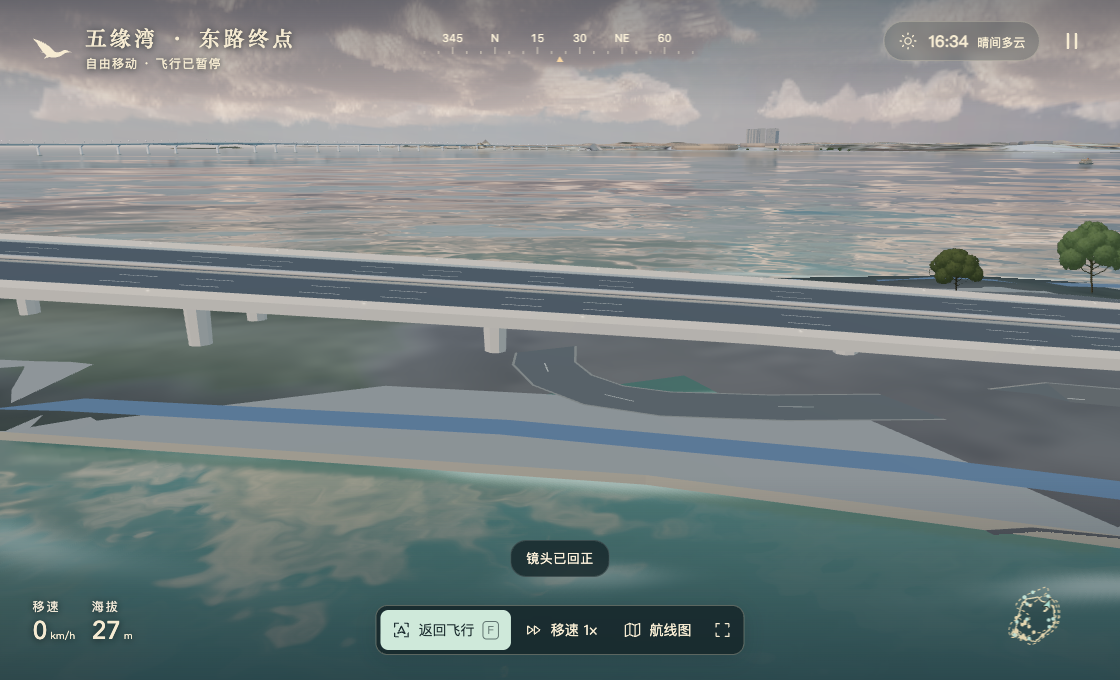 五缘湾 · 东路终点
自由移动 · 飞行已暂停
345 N 15 30 NE 60
16:34 晴间多云
镜头已回正
移速 海拔
0 km/h 27 m
返回飞行 F 移速 1× 航线图